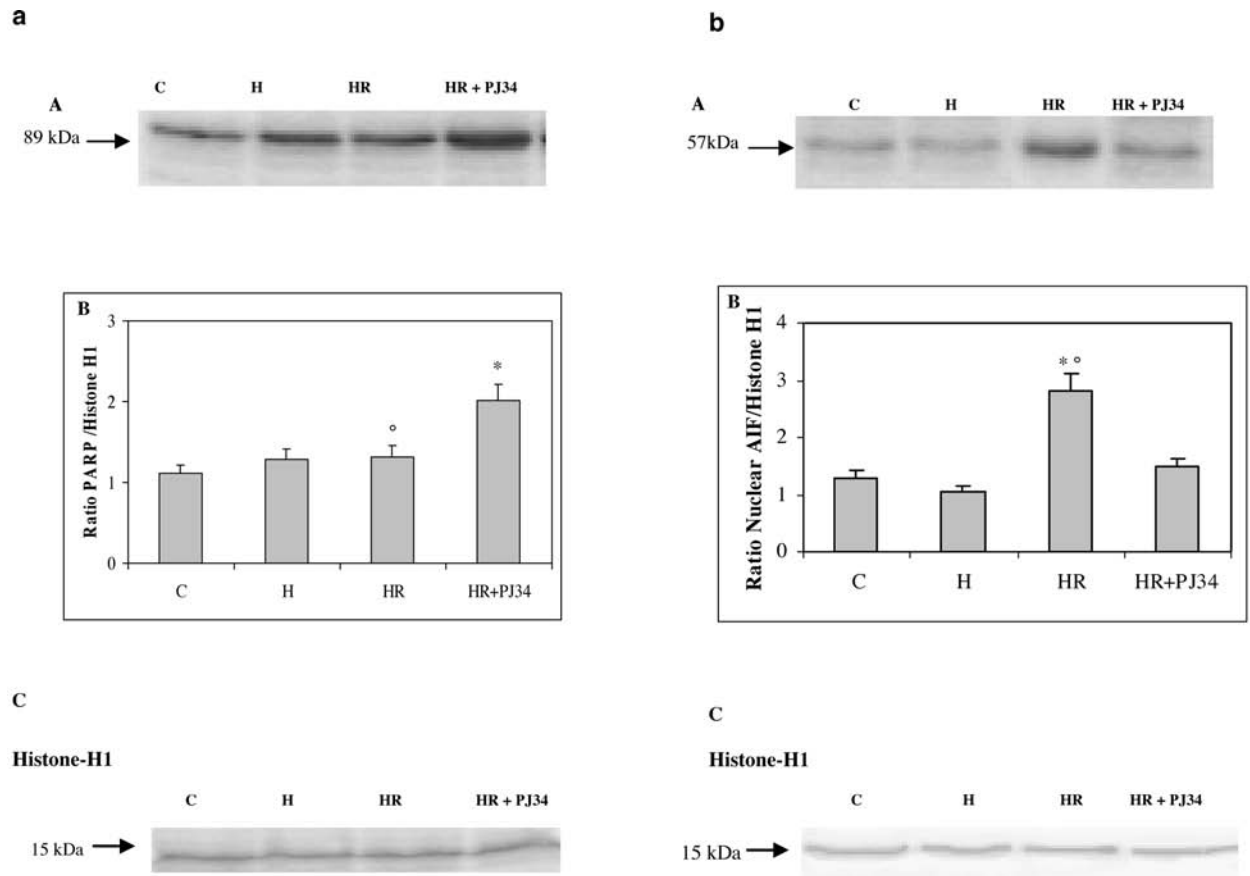 a
C H HR HR + PJ34
A
89 kDa
B
Ratio PARP /Histone H1
3
2
1
0
*
°
C H HR HR+PJ34
C
Histone-H1
C H HR HR + PJ34
15 kDa
b
C H HR HR + PJ34
A
57kDa
B
Ratio Nuclear AIF/Histone H1
4
3
2
1
0
* °
C H HR HR+PJ34
C
Histone-H1
C H HR HR + PJ34
15 kDa